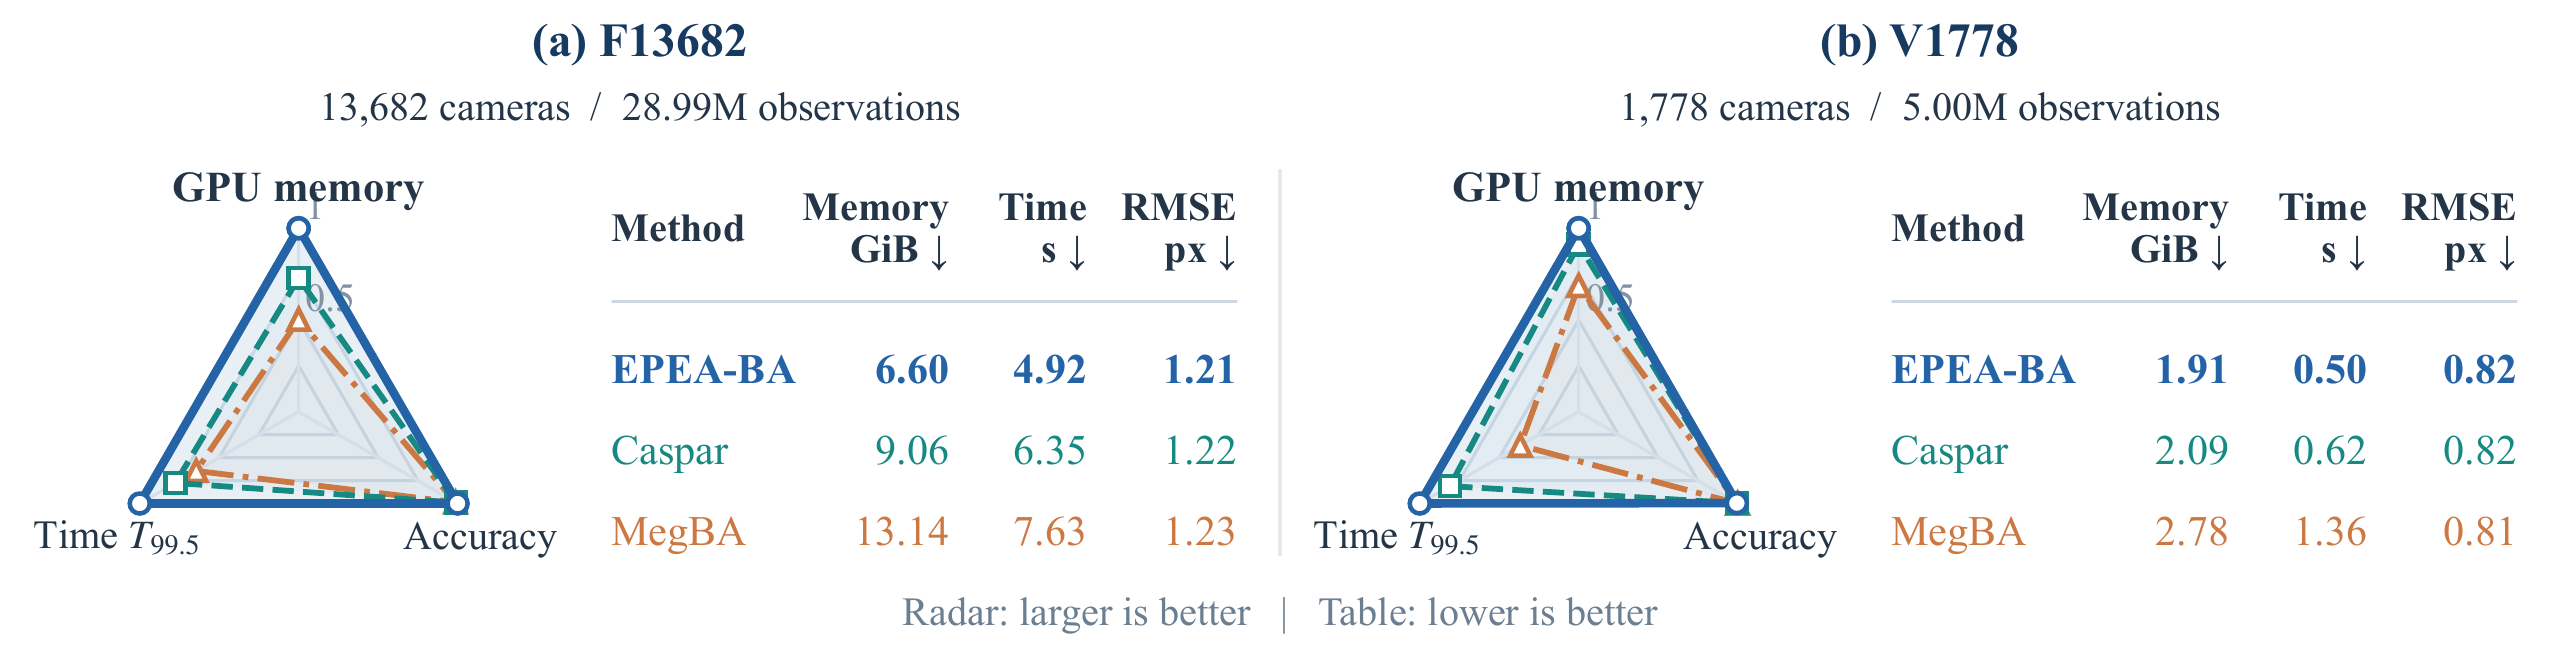 (a) F13682
13,682 cameras / 28.99M observations
GPU memory
1
0.5
Time T99.5
Accuracy
Method Memory GiB ↓ Time s ↓ RMSE px ↓
EPEA-BA 6.60 4.92 1.21
Caspar 9.06 6.35 1.22
MegBA 13.14 7.63 1.23
(b) V1778
1,778 cameras / 5.00M observations
GPU memory
1
0.5
Time T99.5
Accuracy
Method Memory GiB ↓ Time s ↓ RMSE px ↓
EPEA-BA 1.91 0.50 0.82
Caspar 2.09 0.62 0.82
MegBA 2.78 1.36 0.81
Radar: larger is better | Table: lower is better